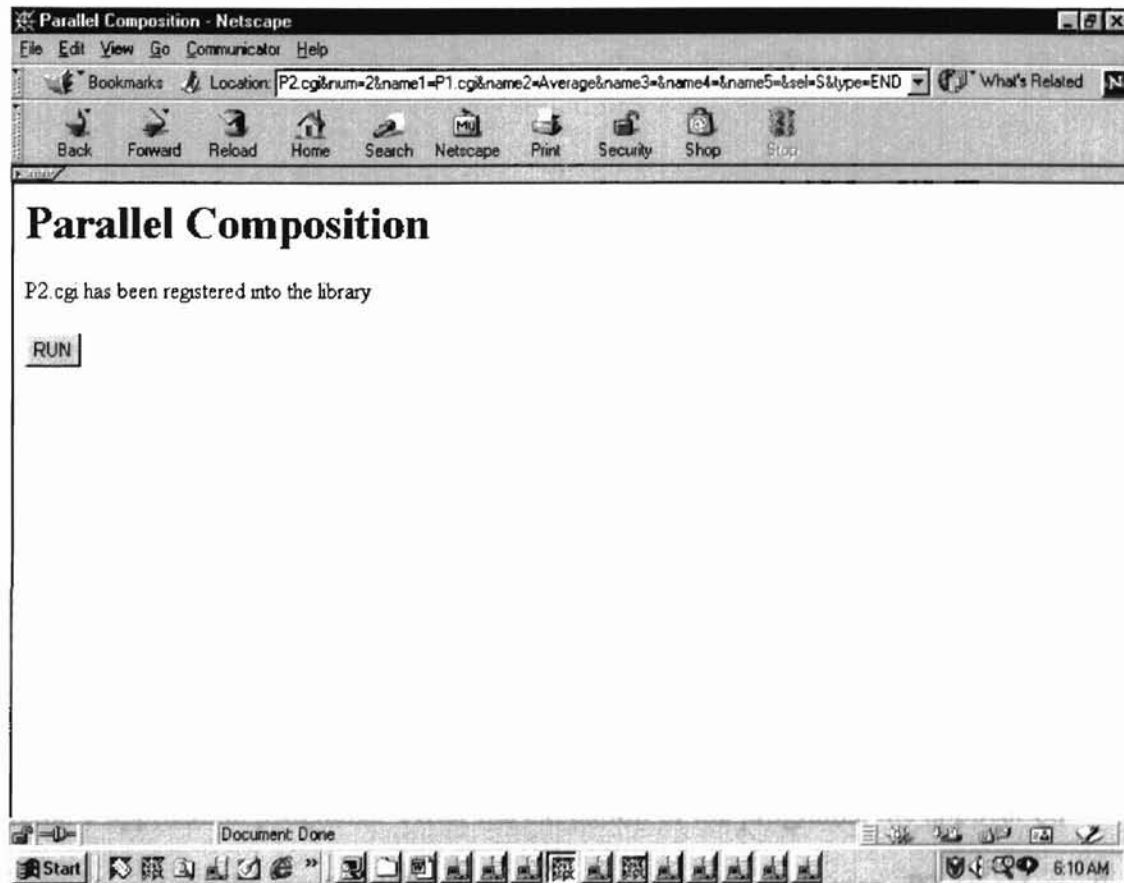 Parallel Composition - Netscape
File Edit View Go Communicator Help
Bookmarks Location: P2.cgi&num=2&name1=P1.cgi&name2=Average&name3=&name4=&name5=&sel=S&type=END What's Related N
Back Forward Reload Home Search Netscape Print Security Shop Stop
Parallel Composition
P2.cgi has been registered into the library
RUN
Document: Done
Start 6:10 AM